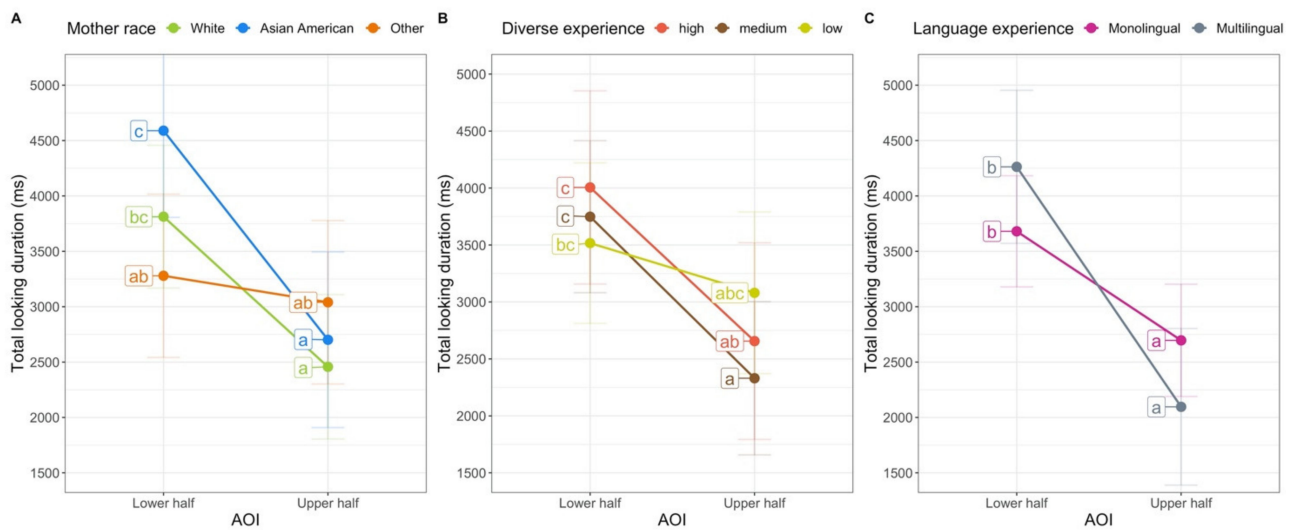 A
Mother race White Asian American Other
Total looking duration (ms)
5000
4500
4000
3500
3000
2500
2000
1500
c
bc
ab
ab
a
a
Lower half
Upper half
AOI
B
Diverse experience high medium low
Total looking duration (ms)
5000
4500
4000
3500
3000
2500
2000
1500
c
c
bc
abc
ab
a
Lower half
Upper half
AOI
C
Language experience Monolingual Multilingual
Total looking duration (ms)
5000
4500
4000
3500
3000
2500
2000
1500
b
b
a
a
Lower half
Upper half
AOI